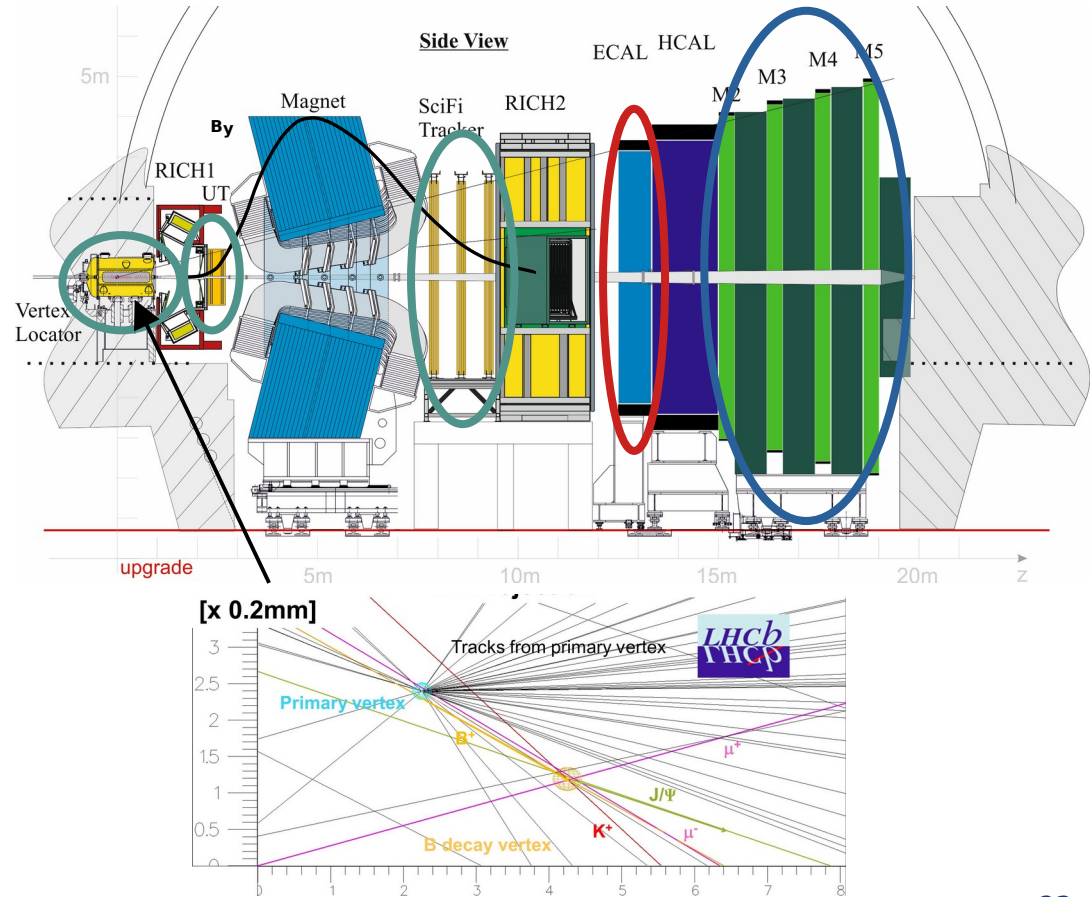 Side View
ECAL
HCAL
M2
M3
M4
M5
5m
Magnet
SciFi
Tracker
RICH2
By
RICH1
UT
Vertex
Locator
upgrade
5m
10m
15m
20m
z
[x 0.2mm]
LHCb
Tracks from primary vertex
Primary vertex
B+
μ+
J/Ψ
K+
μ-
B decay vertex
3
2.5
2
1.5
1
0.5
0
0
1
2
3
4
5
6
7
8